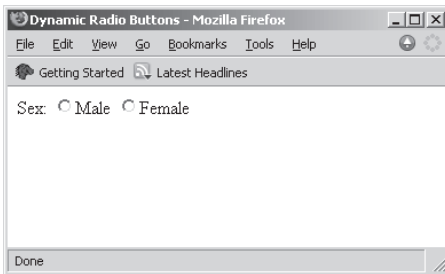 Dynamic Radio Buttons - Mozilla Firefox
File Edit View Go Bookmarks Tools Help
Getting Started Latest Headlines
Sex: Male Female
Done